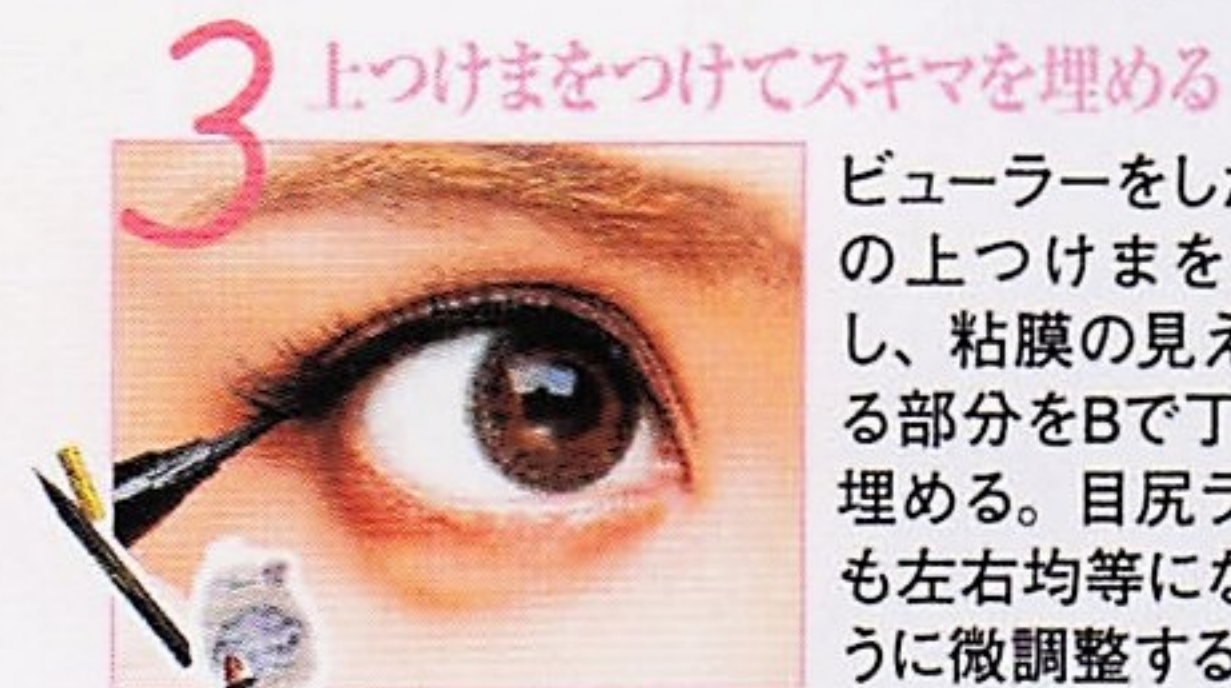 3
上つけまをつけてスキマを埋める
ビューラーをした
の上つけまを
し、粘膜の見え
る部分をBで丁
埋める。目尻ラ
も左右均等にな
うに微調整する